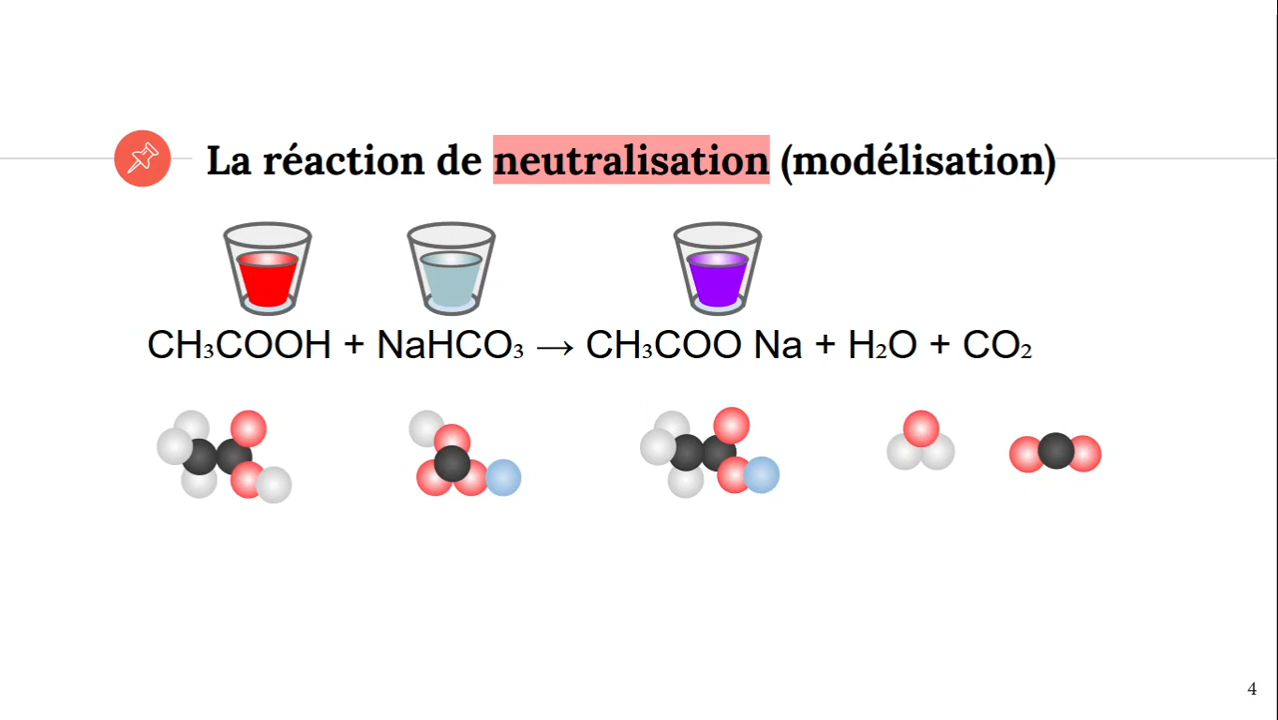 La réaction de neutralisation (modélisation)
CH₃COOH + NaHCO₃ → CH₃COO Na + H₂O + CO₂
4